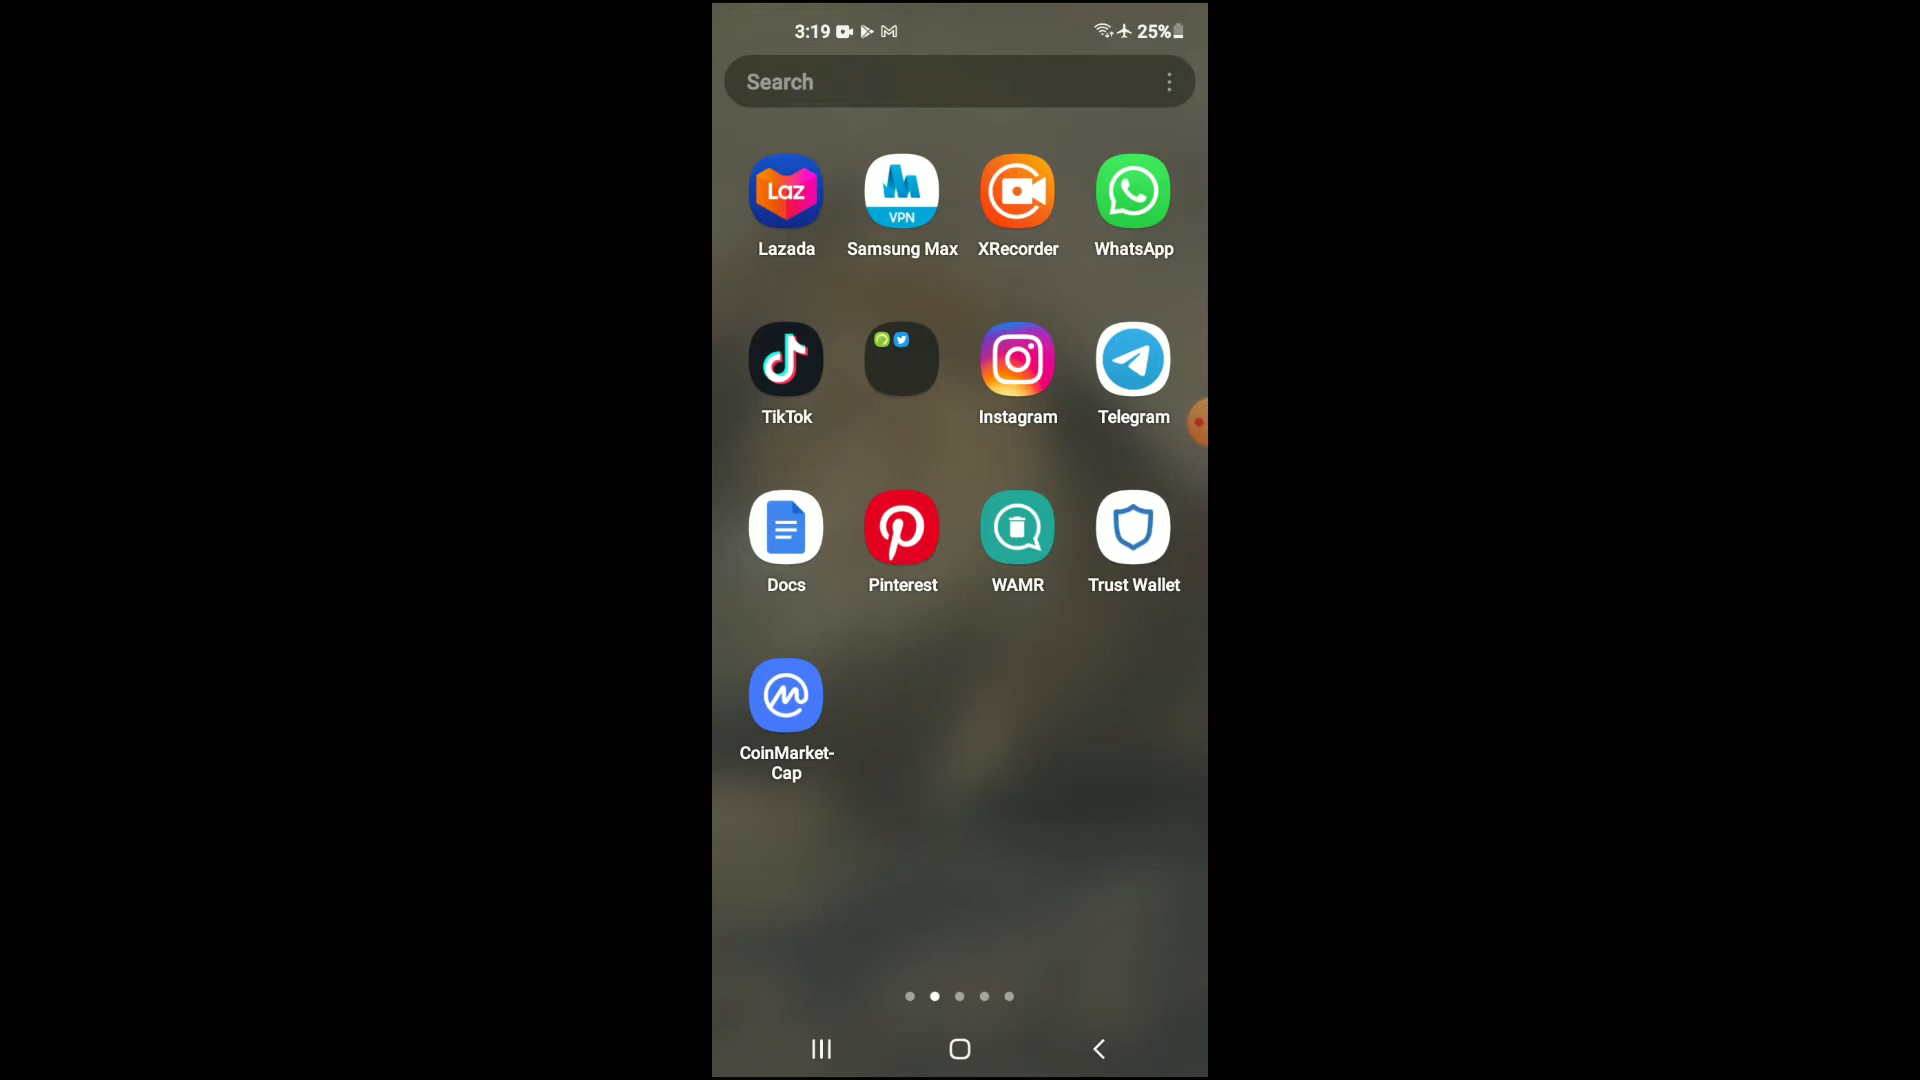 3:19 25%
Search
Laz
VPN
Lazada Samsung Max XRecorder WhatsApp
TikTok Instagram Telegram
Docs Pinterest WAMR Trust Wallet
CoinMarket-
Cap